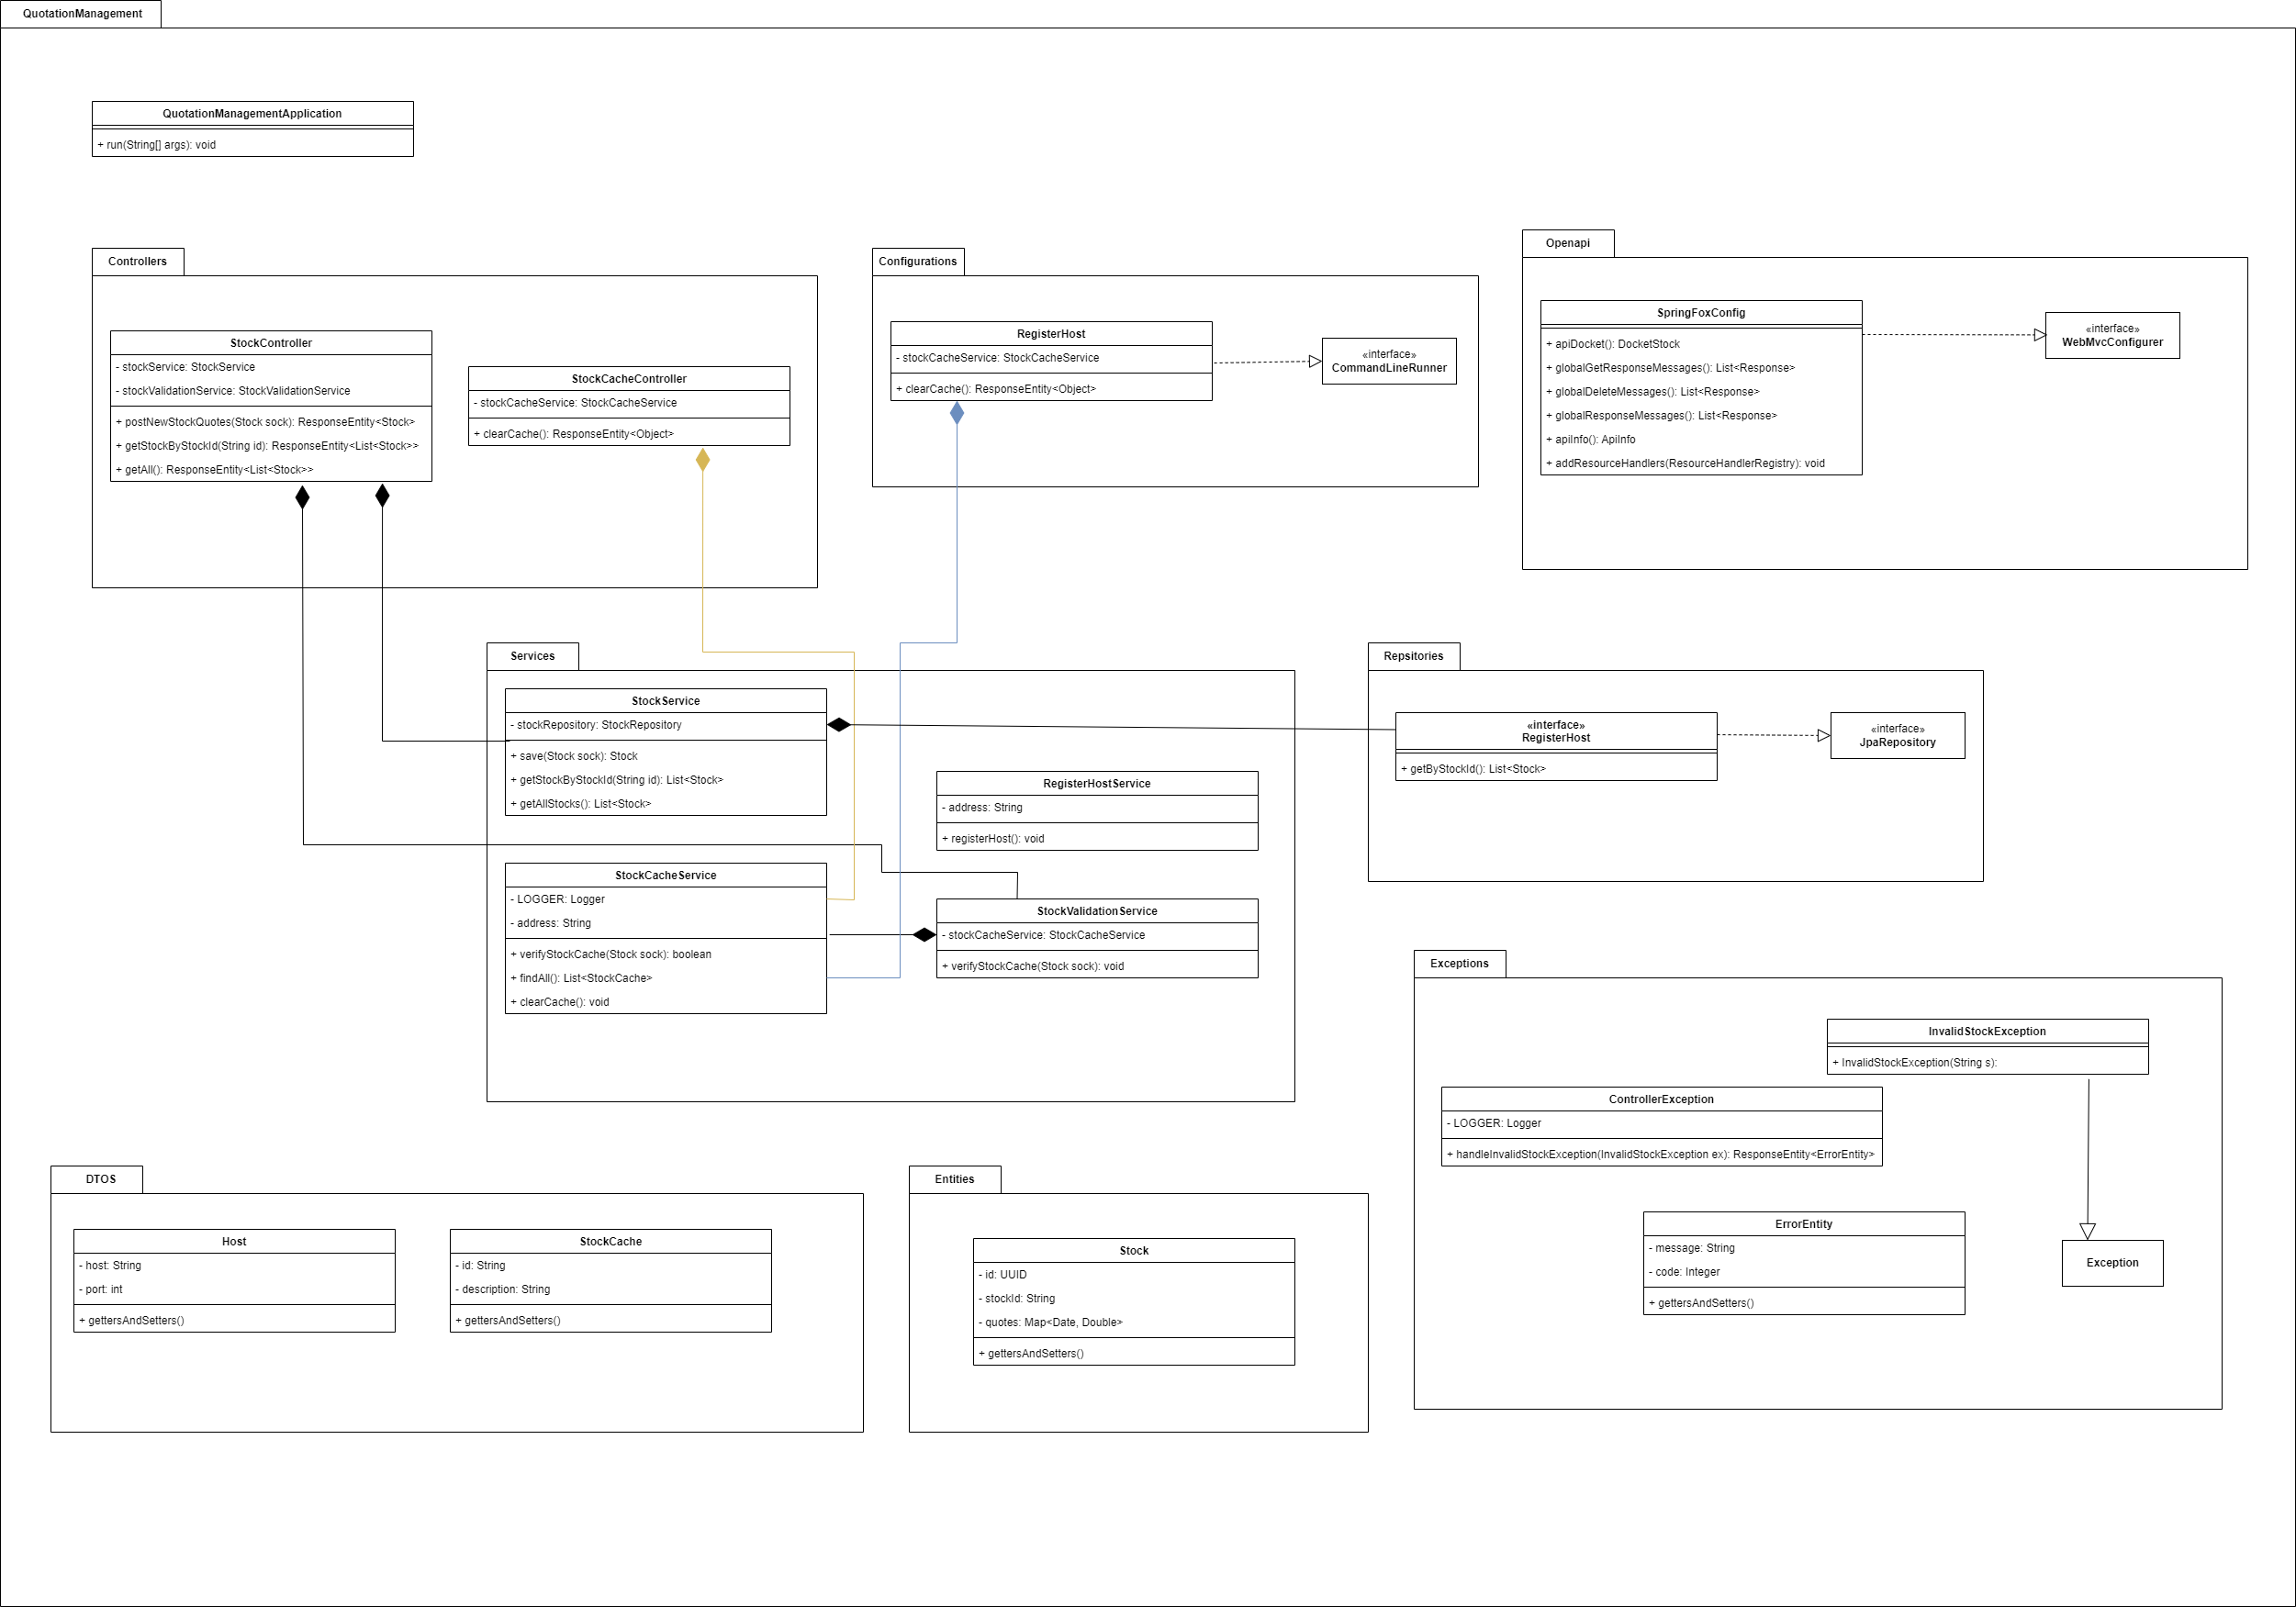 QuotationManagement
QuotationManagementApplication
+ run(String[] args): void
Controllers
StockController
- stockService: StockService
- stockValidationService: StockValidationService
+ postNewStockQuotes(Stock sock): ResponseEntity<Stock>
+ getStockByStockId(String id): ResponseEntity<List<Stock>>
+ getAll(): ResponseEntity<List<Stock>>
StockCacheController
- stockCacheService: StockCacheService
+ clearCache(): ResponseEntity<Object>
Configurations
RegisterHost
- stockCacheService: StockCacheService
+ clearCache(): ResponseEntity<Object>
«interface»
CommandLineRunner
Openapi
SpringFoxConfig
+ apiDocket(): DocketStock
+ globalGetResponseMessages(): List<Response>
+ globalDeleteMessages(): List<Response>
+ globalResponseMessages(): List<Response>
+ apiInfo(): ApiInfo
+ addResourceHandlers(ResourceHandlerRegistry): void
«interface»
WebMvcConfigurer
Services
StockService
- stockRepository: StockRepository
+ save(Stock sock): Stock
+ getStockByStockId(String id): List<Stock>
+ getAllStocks(): List<Stock>
RegisterHostService
- address: String
+ registerHost(): void
StockCacheService
- LOGGER: Logger
- address: String
+ verifyStockCache(Stock sock): boolean
+ findAll(): List<StockCache>
+ clearCache(): void
StockValidationService
- stockCacheService: StockCacheService
+ verifyStockCache(Stock sock): void
Repsitories
«interface»
RegisterHost
+ getByStockId(): List<Stock>
«interface»
JpaRepository
Exceptions
InvalidStockException
+ InvalidStockException(String s):
ControllerException
- LOGGER: Logger
+ handleInvalidStockException(InvalidStockException ex): ResponseEntity<ErrorEntity>
ErrorEntity
- message: String
- code: Integer
+ gettersAndSetters()
Exception
DTOS
Host
- host: String
- port: int
+ gettersAndSetters()
StockCache
- id: String
- description: String
+ gettersAndSetters()
Entities
Stock
- id: UUID
- stockId: String
- quotes: Map<Date, Double>
+ gettersAndSetters()